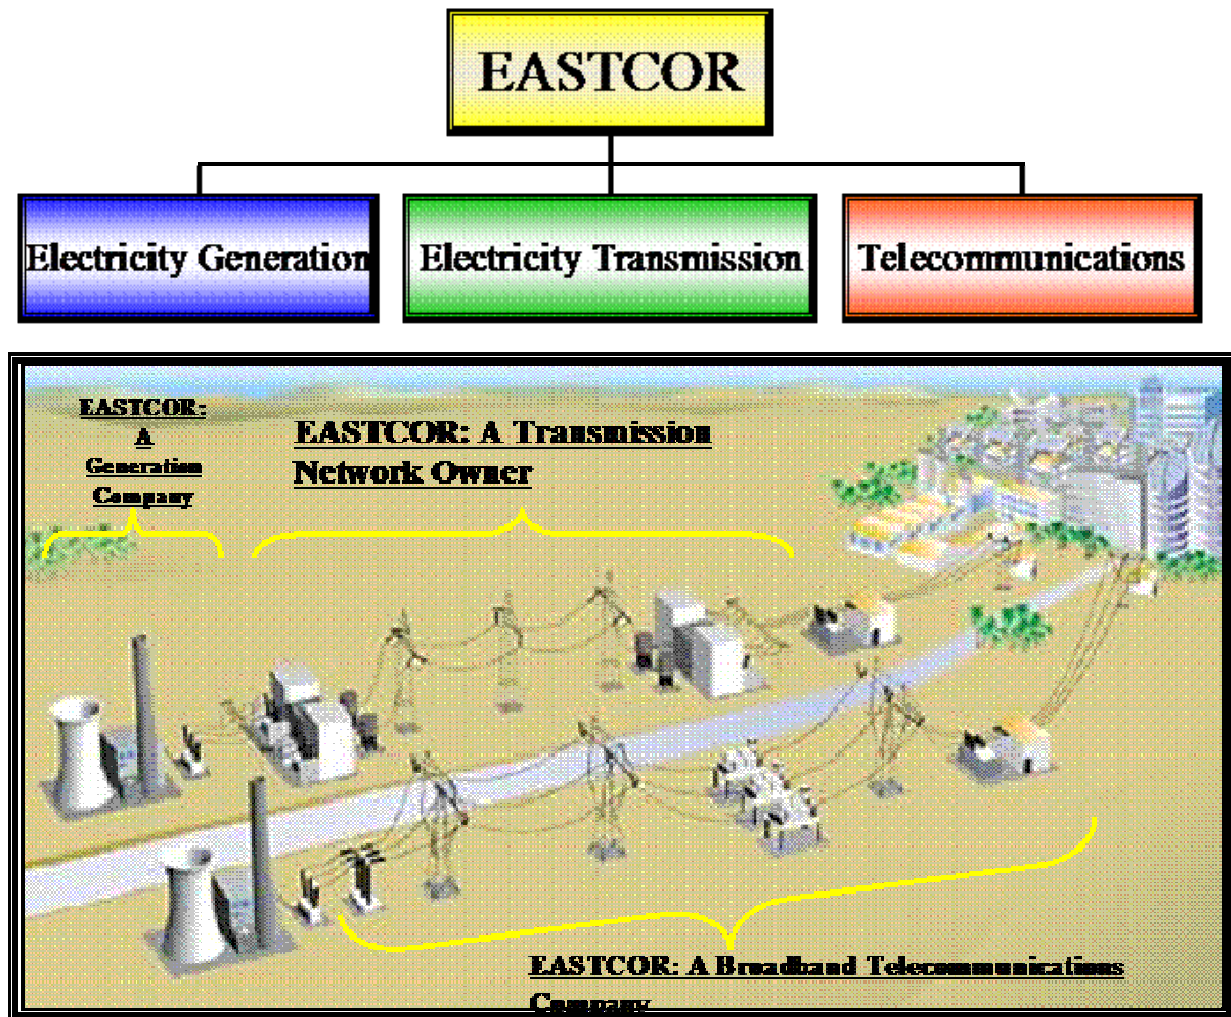 EASTCOR
Electricity Generation
Electricity Transmission
Telecommunications
EASTCOR:
A
Generation
Company
EASTCOR: A Transmission
Network Owner
EASTCOR: A Broadband Telecommunications
Company